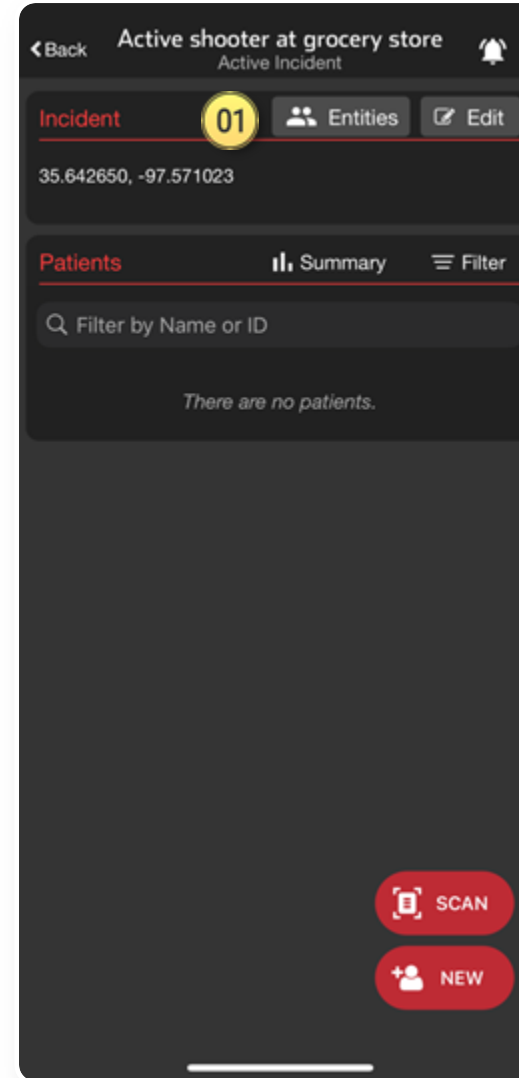 Back
Active shooter at grocery store
Active Incident
Incident
01
Entities
Edit
35.642650, -97.571023
Patients
Summary
Filter
Filter by Name or ID
There are no patients.
SCAN
NEW